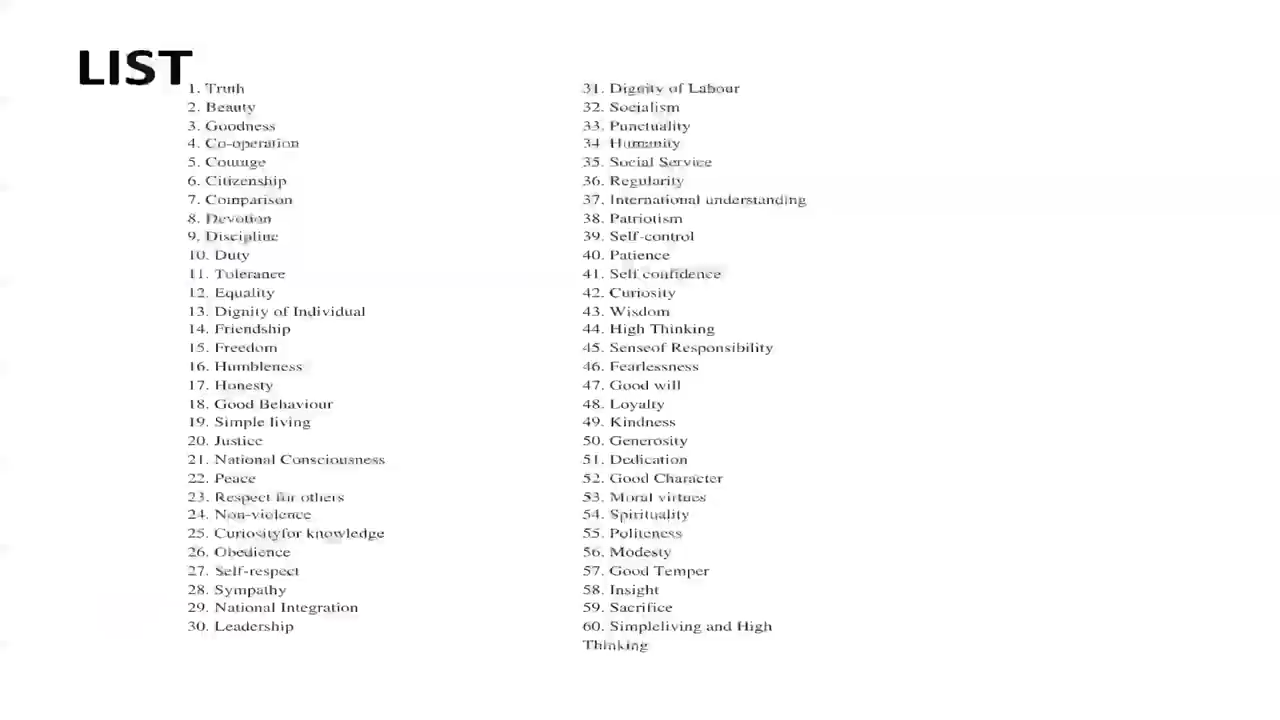 LIST
1. Truth
2. Beauty
3. Goodness
4. Co-operation
5. Courage
6. Citizenship
7. Comparison
8. Devotion
9. Discipline
10. Duty
11. Tolerance
12. Equality
13. Dignity of Individual
14. Friendship
15. Freedom
16. Humbleness
17. Honesty
18. Good Behaviour
19. Simple living
20. Justice
21. National Consciousness
22. Peace
23. Respect for others
24. Non-violence
25. Curiosityfor knowledge
26. Obedience
27. Self-respect
28. Sympathy
29. National Integration
30. Leadership
31. Dignity of Labour
32. Socialism
33. Punctuality
34 Humanity
35. Social Service
36. Regularity
37. International understanding
38. Patriotism
39. Self-control
40. Patience
41. Self confidence
42. Curiosity
43. Wisdom
44. High Thinking
45. Senseof Responsibility
46. Fearlessness
47. Good will
48. Loyalty
49. Kindness
50. Generosity
51. Dedication
52. Good Character
53. Moral virtues
54. Spirituality
55. Politeness
56. Modesty
57. Good Temper
58. Insight
59. Sacrifice
60. Simpleliving and High
Thinking